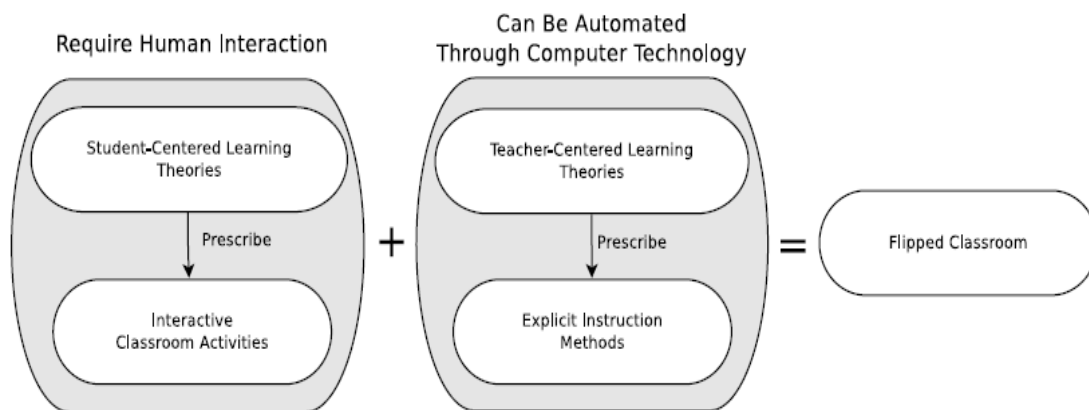 Require Human Interaction
Can Be Automated
Through Computer Technology
Student-Centered Learning
Theories
Prescribe
Interactive
Classroom Activities
+
Teacher-Centered Learning
Theories
Prescribe
Explicit Instruction
Methods
=
Flipped Classroom